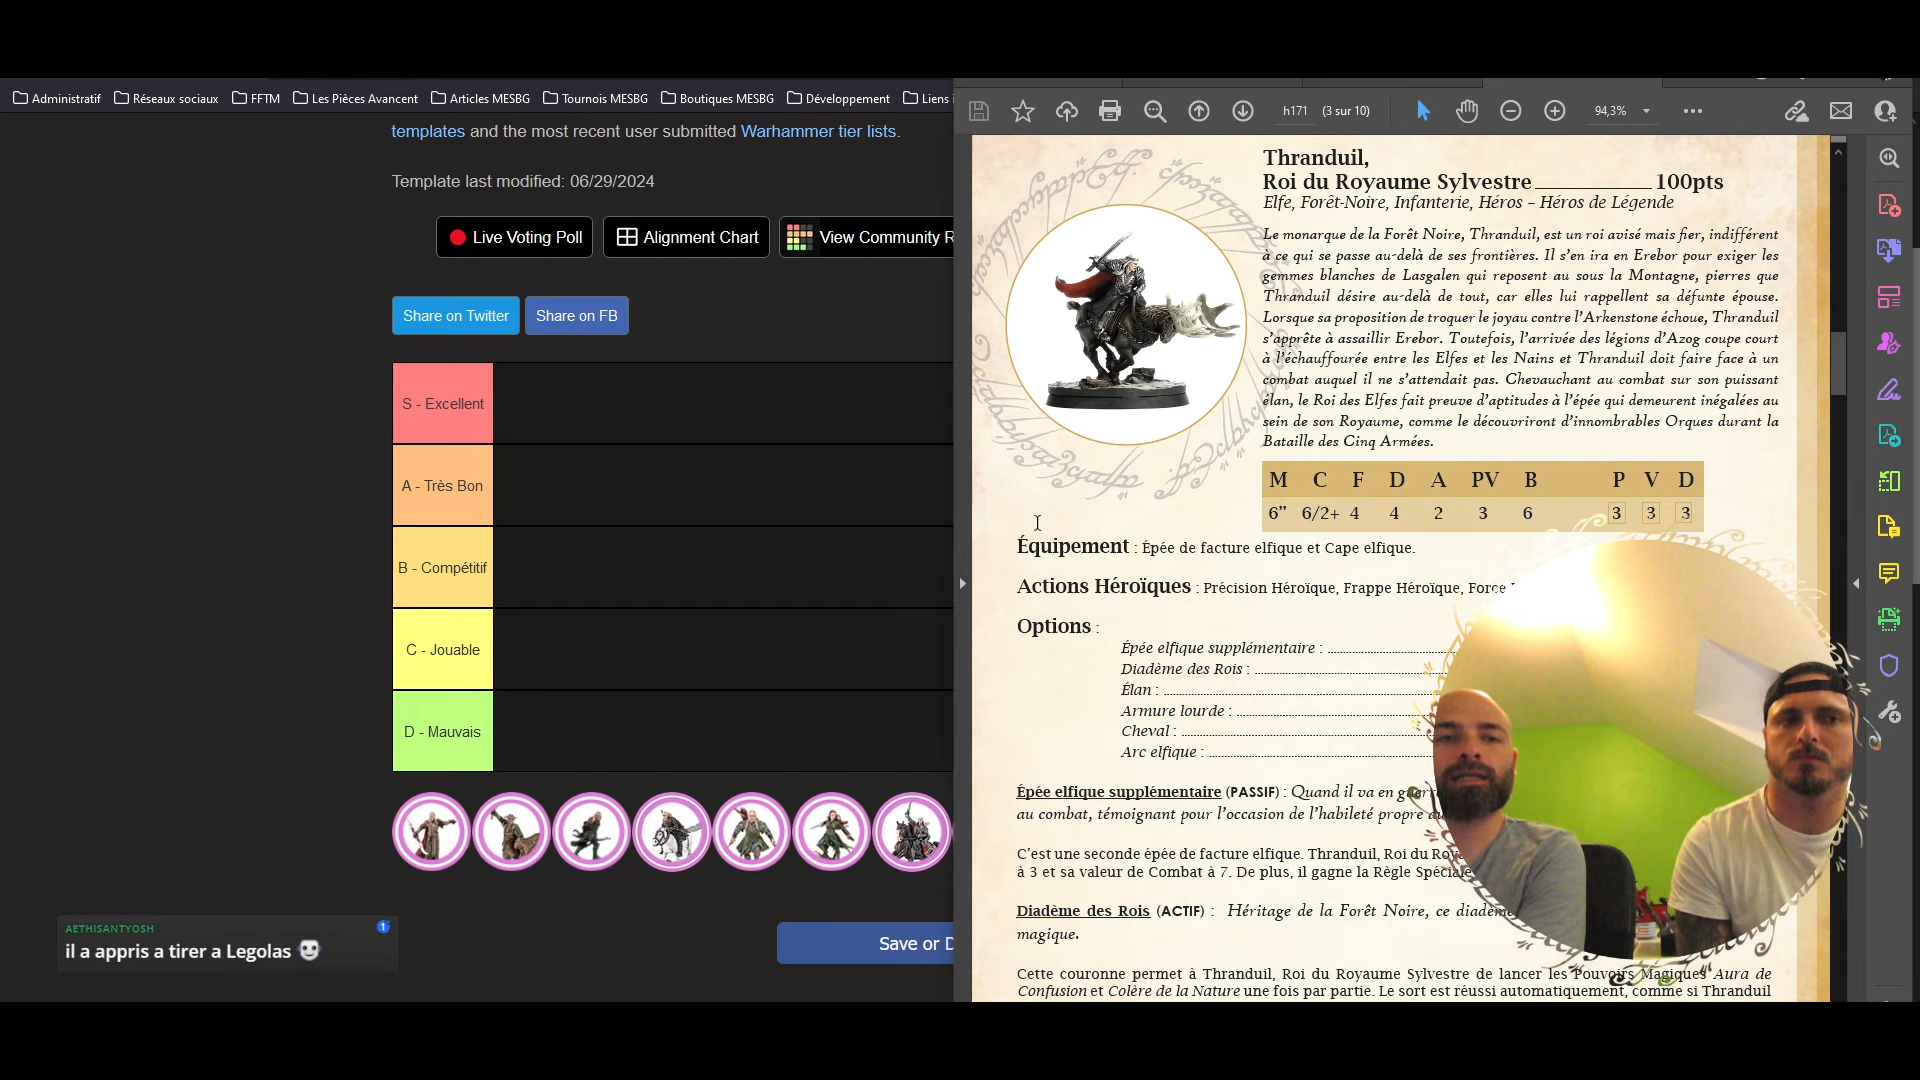 Administratif
Réseaux sociaux
FFTM
Les Pièces Avancent
Articles MESBG
Tournois MESBG
Boutiques MESBG
Développement
Liens
templates and the most recent user submitted Warhammer tier lists.
Template last modified: 06/29/2024
Live Voting Poll
Alignment Chart
View Community R
Share on Twitter
Share on FB
S - Excellent
A - Très Bon
B - Compétitif
C - Jouable
D - Mauvais
AETHISANTYOSH
1
il a appris a tirer a Legolas
Save or D
h171 (3 sur 10)
94,3%
Thranduil,
Roi du Royaume Sylvestre 100pts
Elfe, Forêt-Noire, Infanterie, Héros – Héros de Légende
Le monarque de la Forêt Noire, Thranduil, est un roi avisé mais fier, indifférent
à ce qui se passe au-delà de ses frontières. Il s'en ira en Erebor pour exiger les
gemmes blanches de Lasgalen qui reposent au sous la Montagne, pierres que
Thranduil désire au-delà de tout, car elles lui rappellent sa défunte épouse.
Lorsque sa proposition de troquer le joyau contre l'Arkenstone échoue, Thranduil
s'apprête à assaillir Erebor. Toutefois, l'arrivée des légions d'Azog coupe court
à l'échauffourée entre les Elfes et les Nains et Thranduil doit faire face à un
combat auquel il ne s'attendait pas. Chevauchant au combat sur son puissant
élan, le Roi des Elfes fait preuve d'aptitudes à l'épée qui demeurent inégalées au
sein de son Royaume, comme le découvriront d'innombrables Orques durant la
Bataille des Cinq Armées.
M C F D A PV B P V D
6” 6/2+ 4 4 2 3 6 3 3 3
Équipement : Épée de facture elfique et Cape elfique.
Actions Héroïques : Précision Héroïque, Frappe Héroïque, Force
Options :
Épée elfique supplémentaire :
Diadème des Rois :
Élan :
Armure lourde :
Cheval :
Arc elfique :
Épée elfique supplémentaire (PASSIF) : Quand il va en guerr
au combat, témoignant pour l'occasion de l'habileté propre au
C'est une seconde épée de facture elfique. Thranduil, Roi du Roy
à 3 et sa valeur de Combat à 7. De plus, il gagne la Règle Spéciale
Diadème des Rois (ACTIF) : Héritage de la Forêt Noire, ce diadème
magique.
Cette couronne permet à Thranduil, Roi du Royaume Sylvestre de lancer les Pouvoirs Magiques Aura de
Confusion et Colère de la Nature une fois par partie. Le sort est réussi automatiquement, comme si Thranduil